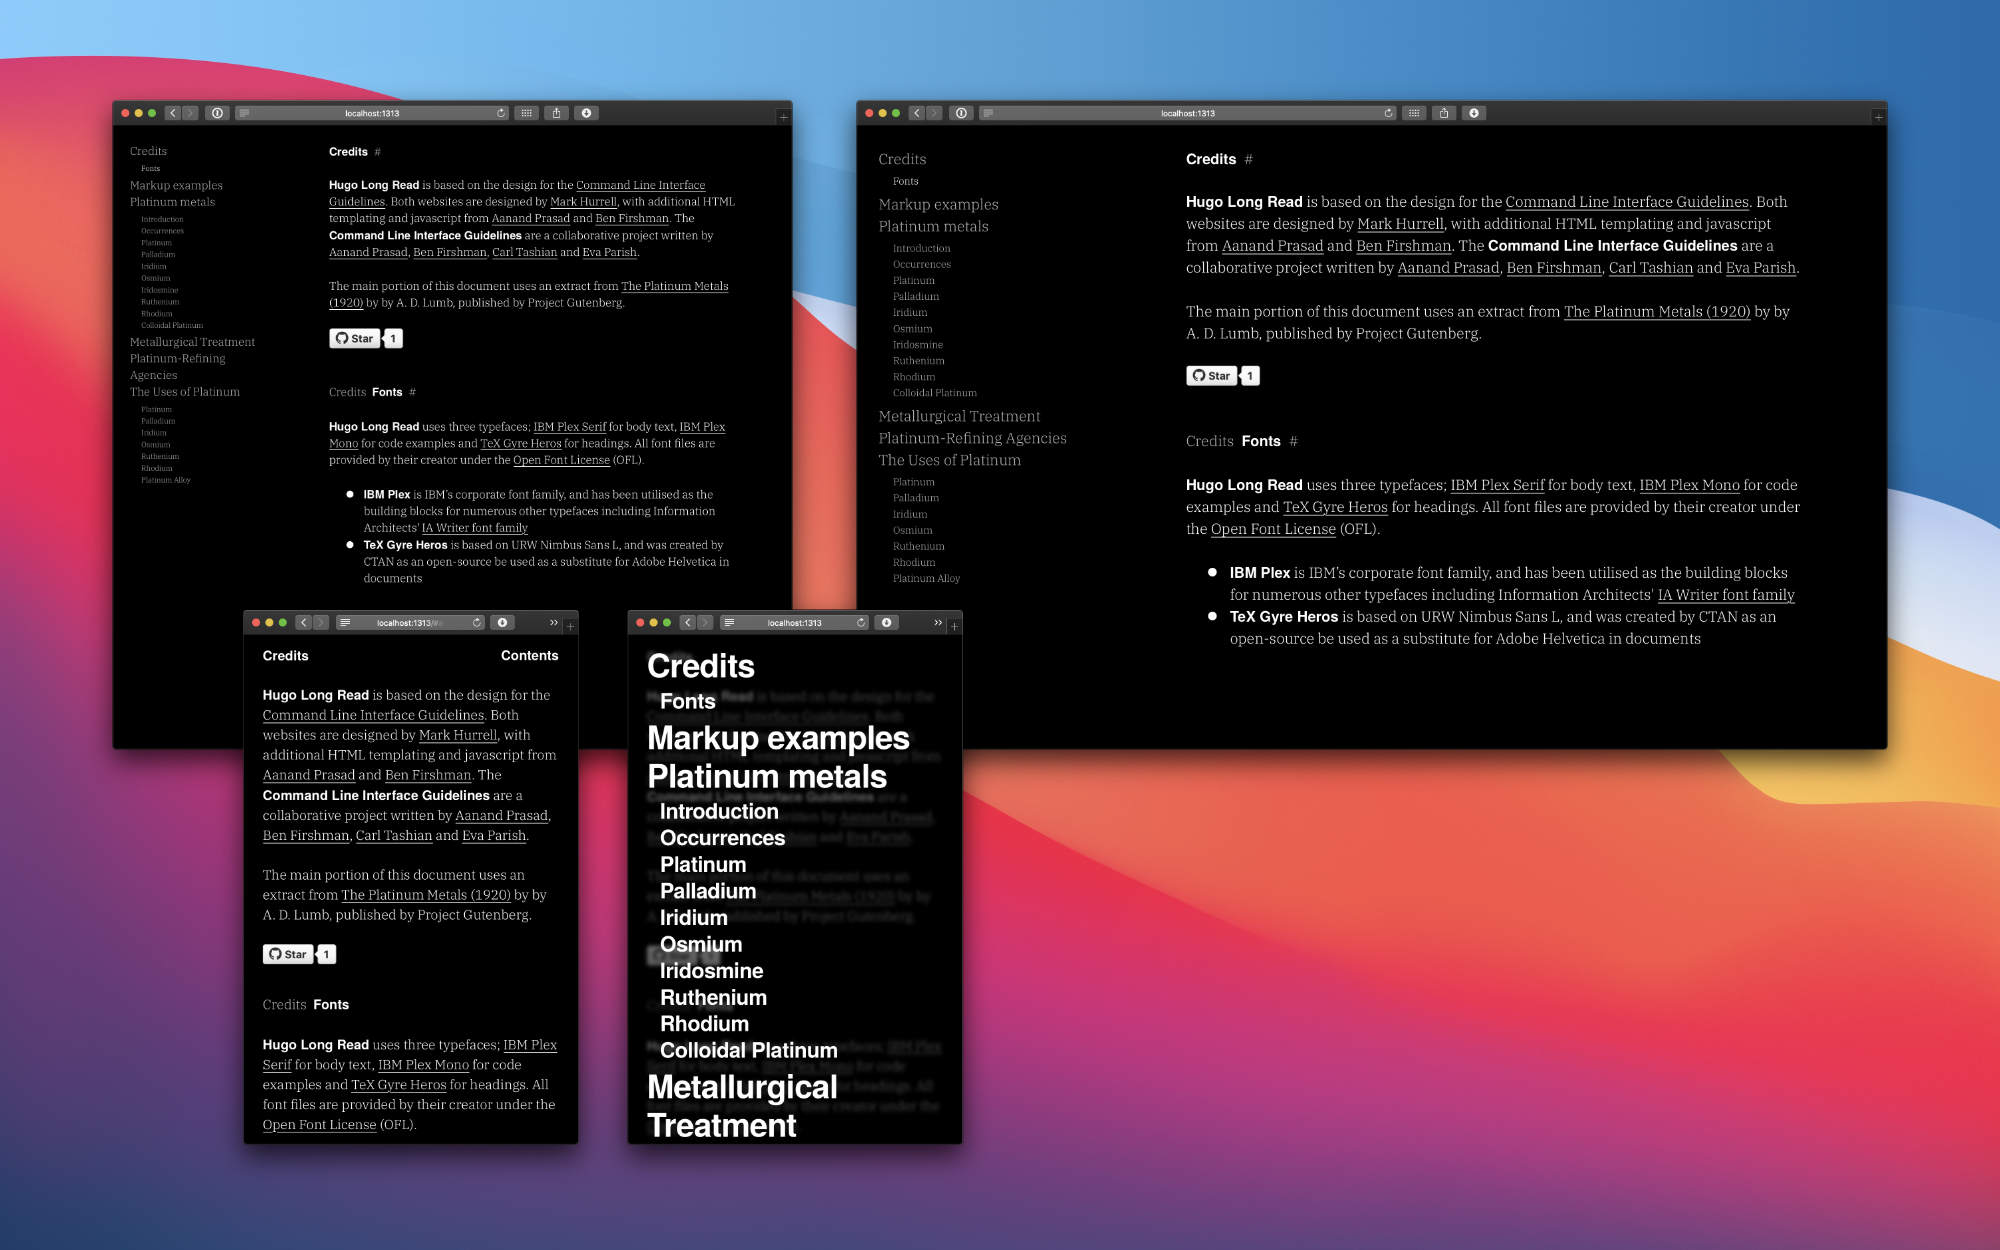 localhost:1313
Credits
Fonts
Markup examples
Platinum metals
Introduction
Occurrences
Platinum
Palladium
Iridium
Osmium
Iridosmine
Ruthenium
Rhodium
Colloidal Platinum
Metallurgical Treatment
Platinum-Refining
Agencies
The Uses of Platinum
Platinum
Palladium
Iridium
Osmium
Ruthenium
Rhodium
Platinum Alloy
Credits #
Hugo Long Read is based on the design for the Command Line Interface
Guidelines. Both websites are designed by Mark Hurrell, with additional HTML
templating and javascript from Aanand Prasad and Ben Firshman. The
Command Line Interface Guidelines are a collaborative project written by
Aanand Prasad, Ben Firshman, Carl Tashian and Eva Parish.
The main portion of this document uses an extract from The Platinum Metals
(1920) by by A. D. Lumb, published by Project Gutenberg.
Star 1
Credits Fonts #
Hugo Long Read uses three typefaces; IBM Plex Serif for body text, IBM Plex
Mono for code examples and TeX Gyre Heros for headings. All font files are
provided by their creator under the Open Font License (OFL).
IBM Plex is IBM's corporate font family, and has been utilised as the
building blocks for numerous other typefaces including Information
Architects' IA Writer font family
TeX Gyre Heros is based on URW Nimbus Sans L, and was created by
CTAN as an open-source be used as a substitute for Adobe Helvetica in
documents
localhost:1313
Credits
Fonts
Markup examples
Platinum metals
Introduction
Occurrences
Platinum
Palladium
Iridium
Osmium
Iridosmine
Ruthenium
Rhodium
Colloidal Platinum
Metallurgical Treatment
Platinum-Refining Agencies
The Uses of Platinum
Platinum
Palladium
Iridium
Osmium
Ruthenium
Rhodium
Platinum Alloy
Credits #
Hugo Long Read is based on the design for the Command Line Interface Guidelines. Both
websites are designed by Mark Hurrell, with additional HTML templating and javascript
from Aanand Prasad and Ben Firshman. The Command Line Interface Guidelines are a
collaborative project written by Aanand Prasad, Ben Firshman, Carl Tashian and Eva Parish.
The main portion of this document uses an extract from The Platinum Metals (1920) by by
A. D. Lumb, published by Project Gutenberg.
Star 1
Credits Fonts #
Hugo Long Read uses three typefaces; IBM Plex Serif for body text, IBM Plex Mono for code
examples and TeX Gyre Heros for headings. All font files are provided by their creator under
the Open Font License (OFL).
IBM Plex is IBM's corporate font family, and has been utilised as the building blocks
for numerous other typefaces including Information Architects' IA Writer font family
TeX Gyre Heros is based on URW Nimbus Sans L, and was created by CTAN as an
open-source be used as a substitute for Adobe Helvetica in documents
localhost:1313/#
Credits Contents
Hugo Long Read is based on the design for the
Command Line Interface Guidelines. Both
websites are designed by Mark Hurrell, with
additional HTML templating and javascript from
Aanand Prasad and Ben Firshman. The
Command Line Interface Guidelines are a
collaborative project written by Aanand Prasad,
Ben Firshman, Carl Tashian and Eva Parish.
The main portion of this document uses an
extract from The Platinum Metals (1920) by by
A. D. Lumb, published by Project Gutenberg.
Star 1
Credits Fonts
Hugo Long Read uses three typefaces; IBM Plex
Serif for body text, IBM Plex Mono for code
examples and TeX Gyre Heros for headings. All
font files are provided by their creator under the
Open Font License (OFL).
localhost:1313
Credits
Fonts
Markup examples
Platinum metals
Introduction
Occurrences
Platinum
Palladium
Iridium
Osmium
Iridosmine
Ruthenium
Rhodium
Colloidal Platinum
Metallurgical
Treatment